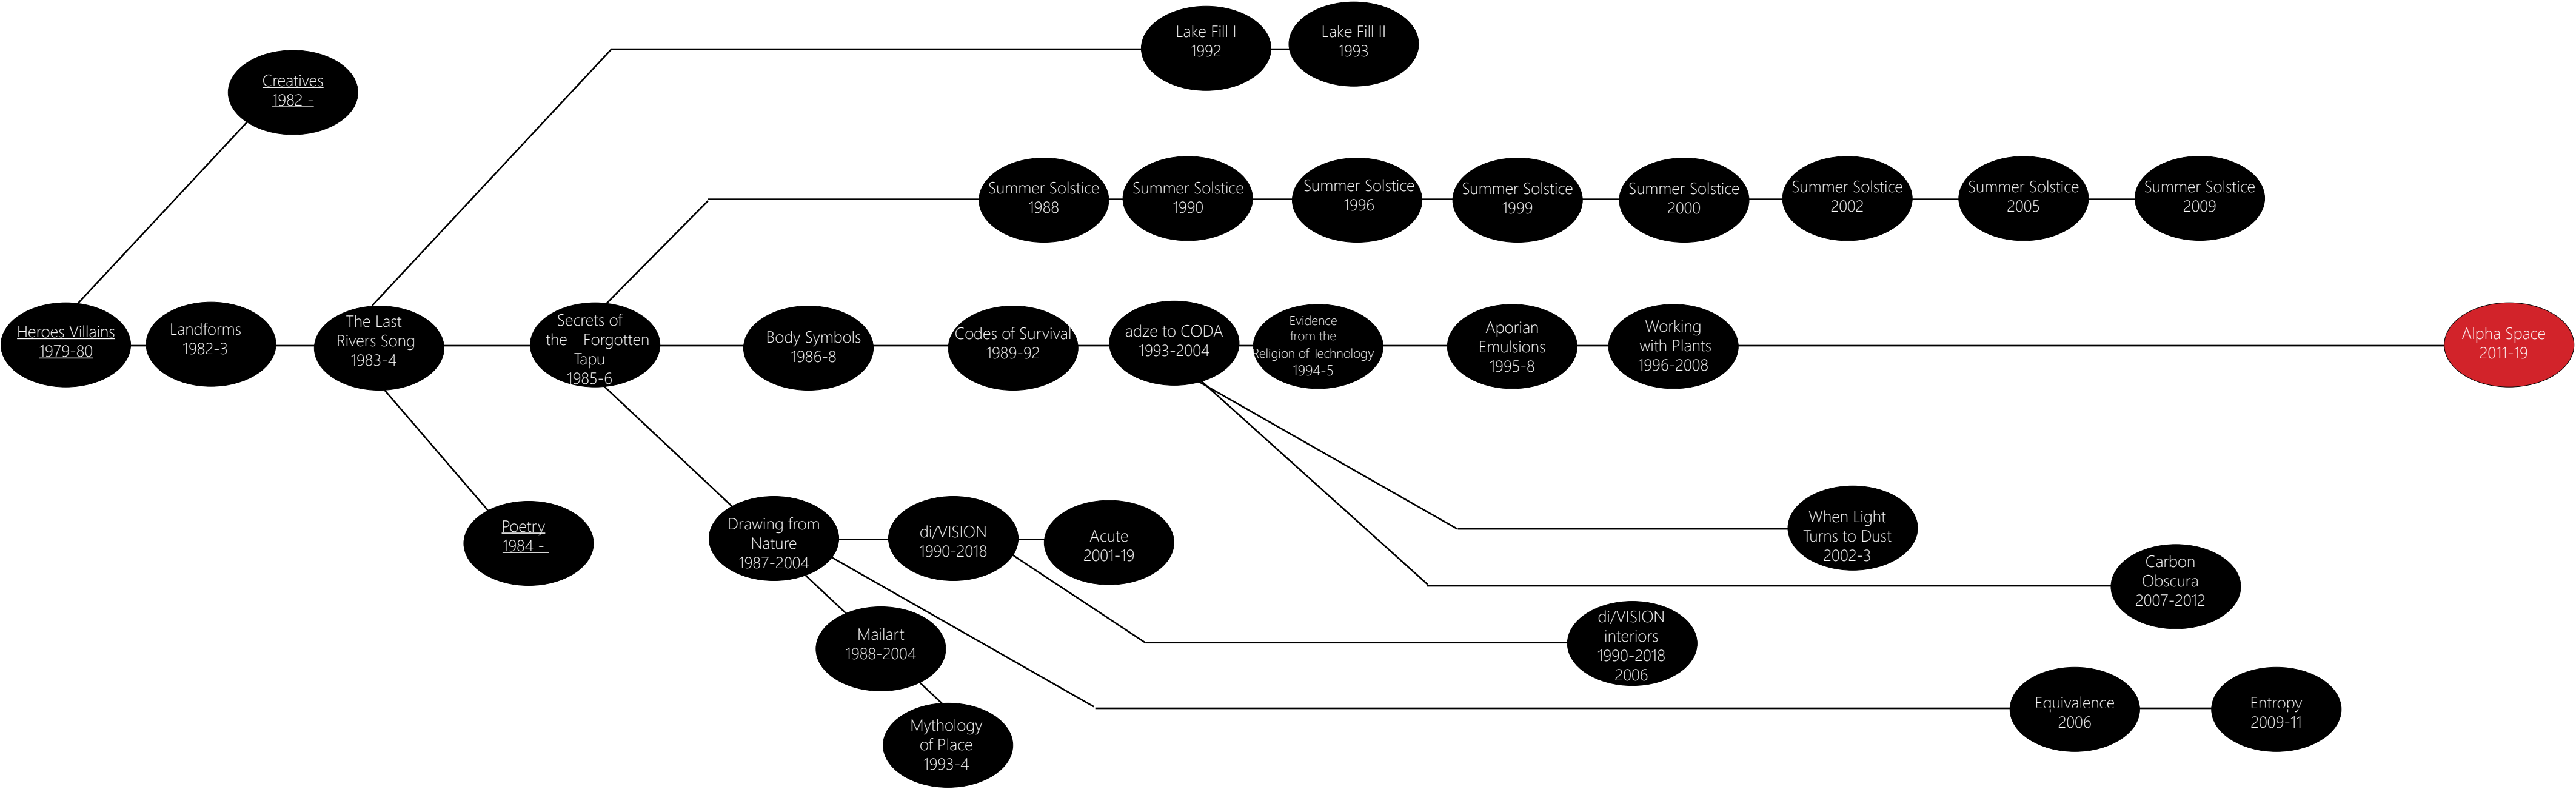 Lake Fill I
1992
Lake Fill II
1993
Creatives
1982 -
Summer Solstice
1988
Summer Solstice
1990
Summer Solstice
1996
Summer Solstice
1999
Summer Solstice
2000
Summer Solstice
2002
Summer Solstice
2005
Summer Solstice
2009
Heroes Villains
1979-80
Landforms
1982-3
The Last
Rivers Song
1983-4
Secrets of
the Forgotten
Tapu
1985-6
Body Symbols
1986-8
Codes of Survival
1989-92
adze to CODA
1993-2004
Evidence
from the
Religion of Technology
1994-5
Aporian
Emulsions
1995-8
Working
with Plants
1996-2008
Alpha Space
2011-19
Poetry
1984 -
Drawing from
Nature
1987-2004
di/VISION
1990-2018
Acute
2001-19
When Light
Turns to Dust
2002-3
Carbon
Obscura
2007-2012
Mailart
1988-2004
di/VISION
interiors
1990-2018
2006
Mythology
of Place
1993-4
Equivalence
2006
Entropy
2009-11